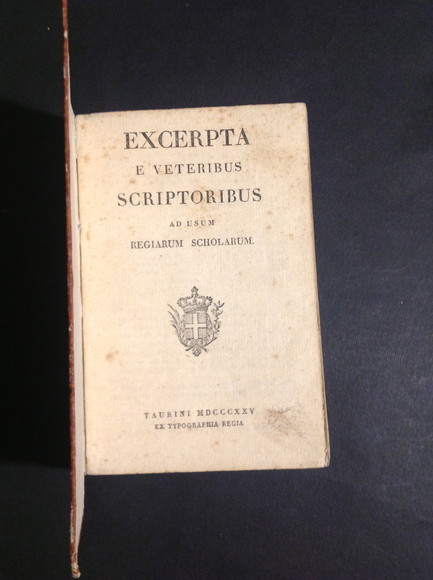 EXCERPTA
E VETERIBUS
SCRIPTORIBUS
AD USUM
REGIARUM SCHOLARUM.
TAURINI MDCCCXXV
EX TYPOGRAPHIA REGIA